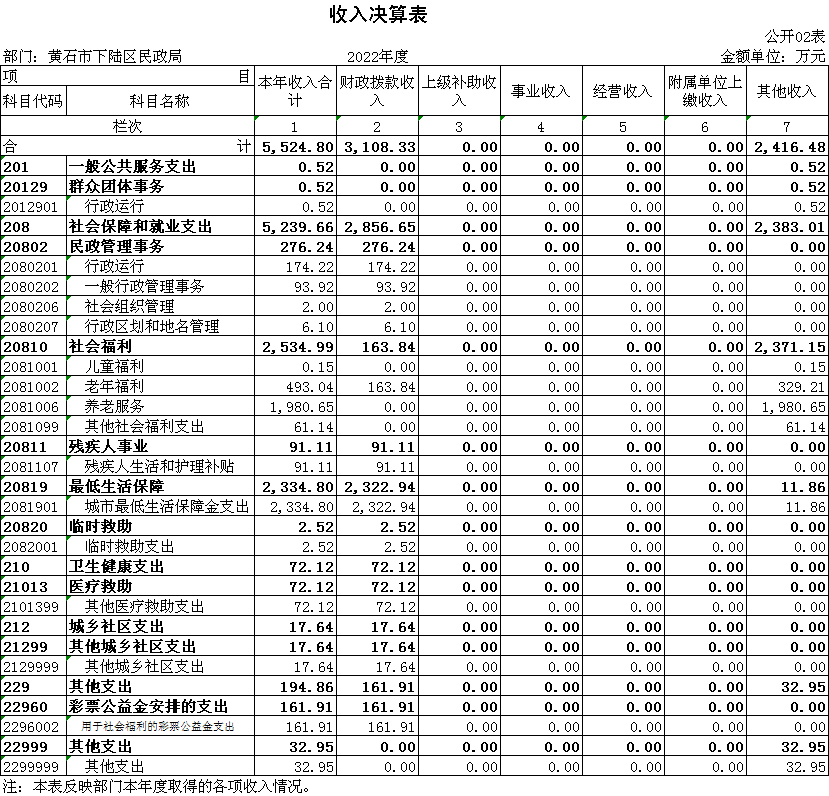 收入决算表
公开02表
部门：黄石市下陆区民政局 2022年度 金额单位：万元
项 目 本年收入合计 财政拨款收入 上级补助收入 事业收入 经营收入 附属单位上缴收入 其他收入
科目代码 科目名称
栏次 1 2 3 4 5 6 7
合 计 5,524.80 3,108.33 0.00 0.00 0.00 0.00 2,416.48
201 一般公共服务支出 0.52 0.00 0.00 0.00 0.00 0.00 0.52
20129 群众团体事务 0.52 0.00 0.00 0.00 0.00 0.00 0.52
2012901 行政运行 0.52 0.00 0.00 0.00 0.00 0.00 0.52
208 社会保障和就业支出 5,239.66 2,856.65 0.00 0.00 0.00 0.00 2,383.01
20802 民政管理事务 276.24 276.24 0.00 0.00 0.00 0.00 0.00
2080201 行政运行 174.22 174.22 0.00 0.00 0.00 0.00 0.00
2080202 一般行政管理事务 93.92 93.92 0.00 0.00 0.00 0.00 0.00
2080206 社会组织管理 2.00 2.00 0.00 0.00 0.00 0.00 0.00
2080207 行政区划和地名管理 6.10 6.10 0.00 0.00 0.00 0.00 0.00
20810 社会福利 2,534.99 163.84 0.00 0.00 0.00 0.00 2,371.15
2081001 儿童福利 0.15 0.00 0.00 0.00 0.00 0.00 0.15
2081002 老年福利 493.04 163.84 0.00 0.00 0.00 0.00 329.21
2081006 养老服务 1,980.65 0.00 0.00 0.00 0.00 0.00 1,980.65
2081099 其他社会福利支出 61.14 0.00 0.00 0.00 0.00 0.00 61.14
20811 残疾人事业 91.11 91.11 0.00 0.00 0.00 0.00 0.00
2081107 残疾人生活和护理补贴 91.11 91.11 0.00 0.00 0.00 0.00 0.00
20819 最低生活保障 2,334.80 2,322.94 0.00 0.00 0.00 0.00 11.86
2081901 城市最低生活保障金支出 2,334.80 2,322.94 0.00 0.00 0.00 0.00 11.86
20820 临时救助 2.52 2.52 0.00 0.00 0.00 0.00 0.00
2082001 临时救助支出 2.52 2.52 0.00 0.00 0.00 0.00 0.00
210 卫生健康支出 72.12 72.12 0.00 0.00 0.00 0.00 0.00
21013 医疗救助 72.12 72.12 0.00 0.00 0.00 0.00 0.00
2101399 其他医疗救助支出 72.12 72.12 0.00 0.00 0.00 0.00 0.00
212 城乡社区支出 17.64 17.64 0.00 0.00 0.00 0.00 0.00
21299 其他城乡社区支出 17.64 17.64 0.00 0.00 0.00 0.00 0.00
2129999 其他城乡社区支出 17.64 17.64 0.00 0.00 0.00 0.00 0.00
229 其他支出 194.86 161.91 0.00 0.00 0.00 0.00 32.95
22960 彩票公益金安排的支出 161.91 161.91 0.00 0.00 0.00 0.00 0.00
2296002 用于社会福利的彩票公益金支出 161.91 161.91 0.00 0.00 0.00 0.00 0.00
22999 其他支出 32.95 0.00 0.00 0.00 0.00 0.00 32.95
2299999 其他支出 32.95 0.00 0.00 0.00 0.00 0.00 32.95
注：本表反映部门本年度取得的各项收入情况。